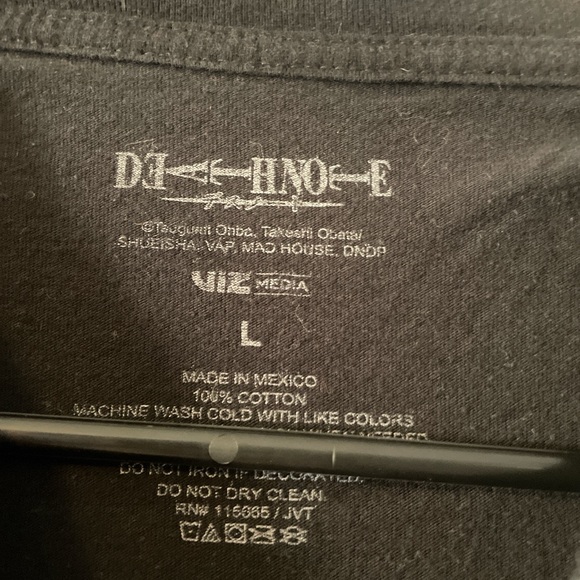 DEATH NOTE
©Tsugumi Ohba, Takeshi Obata/
SHUEISHA, VAP, MAD HOUSE, DNDP
VIZ MEDIA
L
MADE IN MEXICO
100% COTTON
MACHINE WASH COLD WITH LIKE COLORS
DO NOT IRON IF DECORATED.
DO NOT DRY CLEAN.
RN# 115665 / JVT